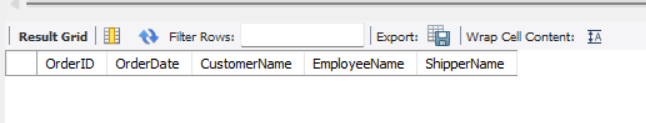 Result Grid Filter Rows: Export: Wrap Cell Content:
OrderID OrderDate CustomerName EmployeeName ShipperName